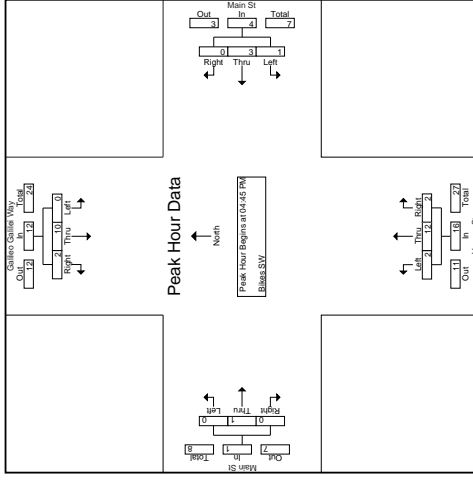 Main St
Out In Total
3 4 7
0 3 1
Right Thru Left
Galileo Galilei Way
Out In Total
12 12 24
2 10 0
Right Thru Left
Peak Hour Data
North
Peak Hour Begins at 04:45 PM
Bikes SW
Left Thru Right
2 12 2
11 16 27
Out In Total
Main St
Out In Total
7 1 8
0 1 0
Right Thru Left